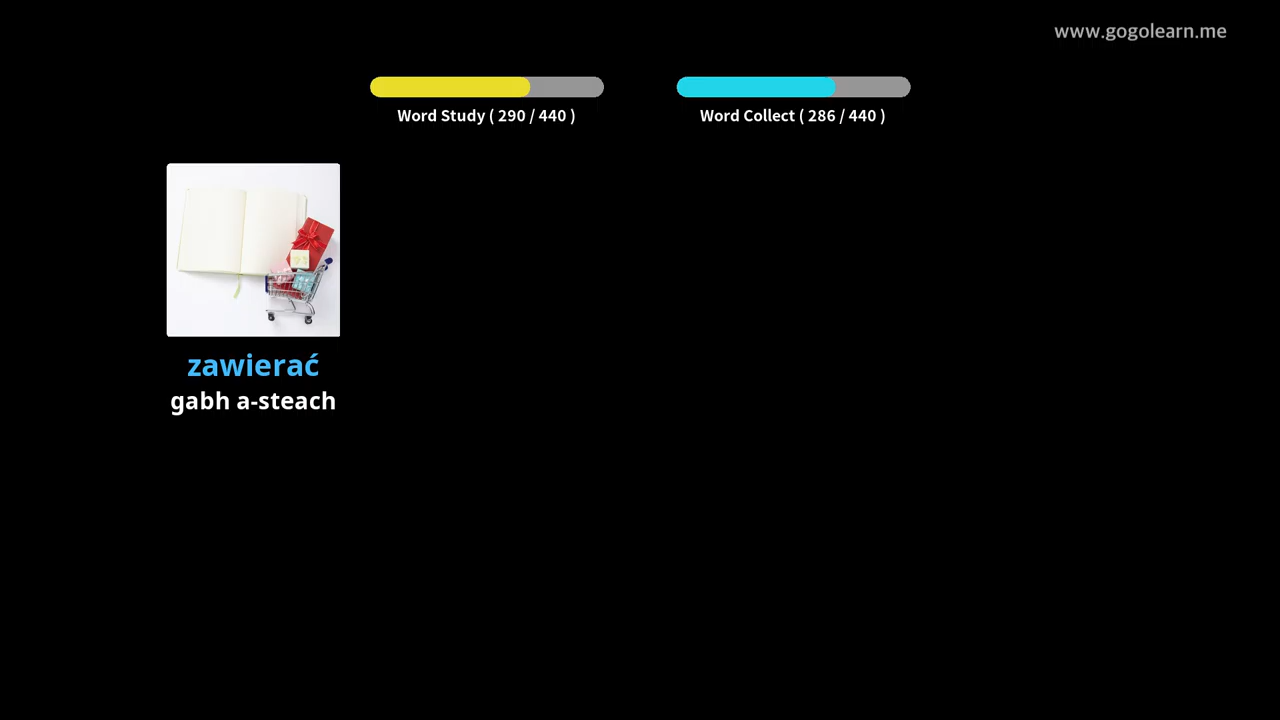 www.gogolearn.me
Word Study ( 290 / 440 )
Word Collect ( 286 / 440 )
zawierać
gabh a-steach